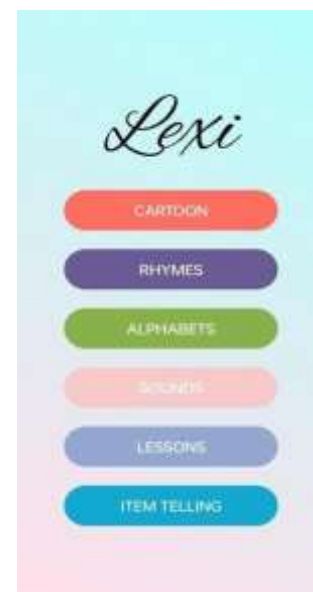 Lexi
CARTOON
RHYMES
ALPHABETS
SOUNDS
LESSONS
ITEM TELLING